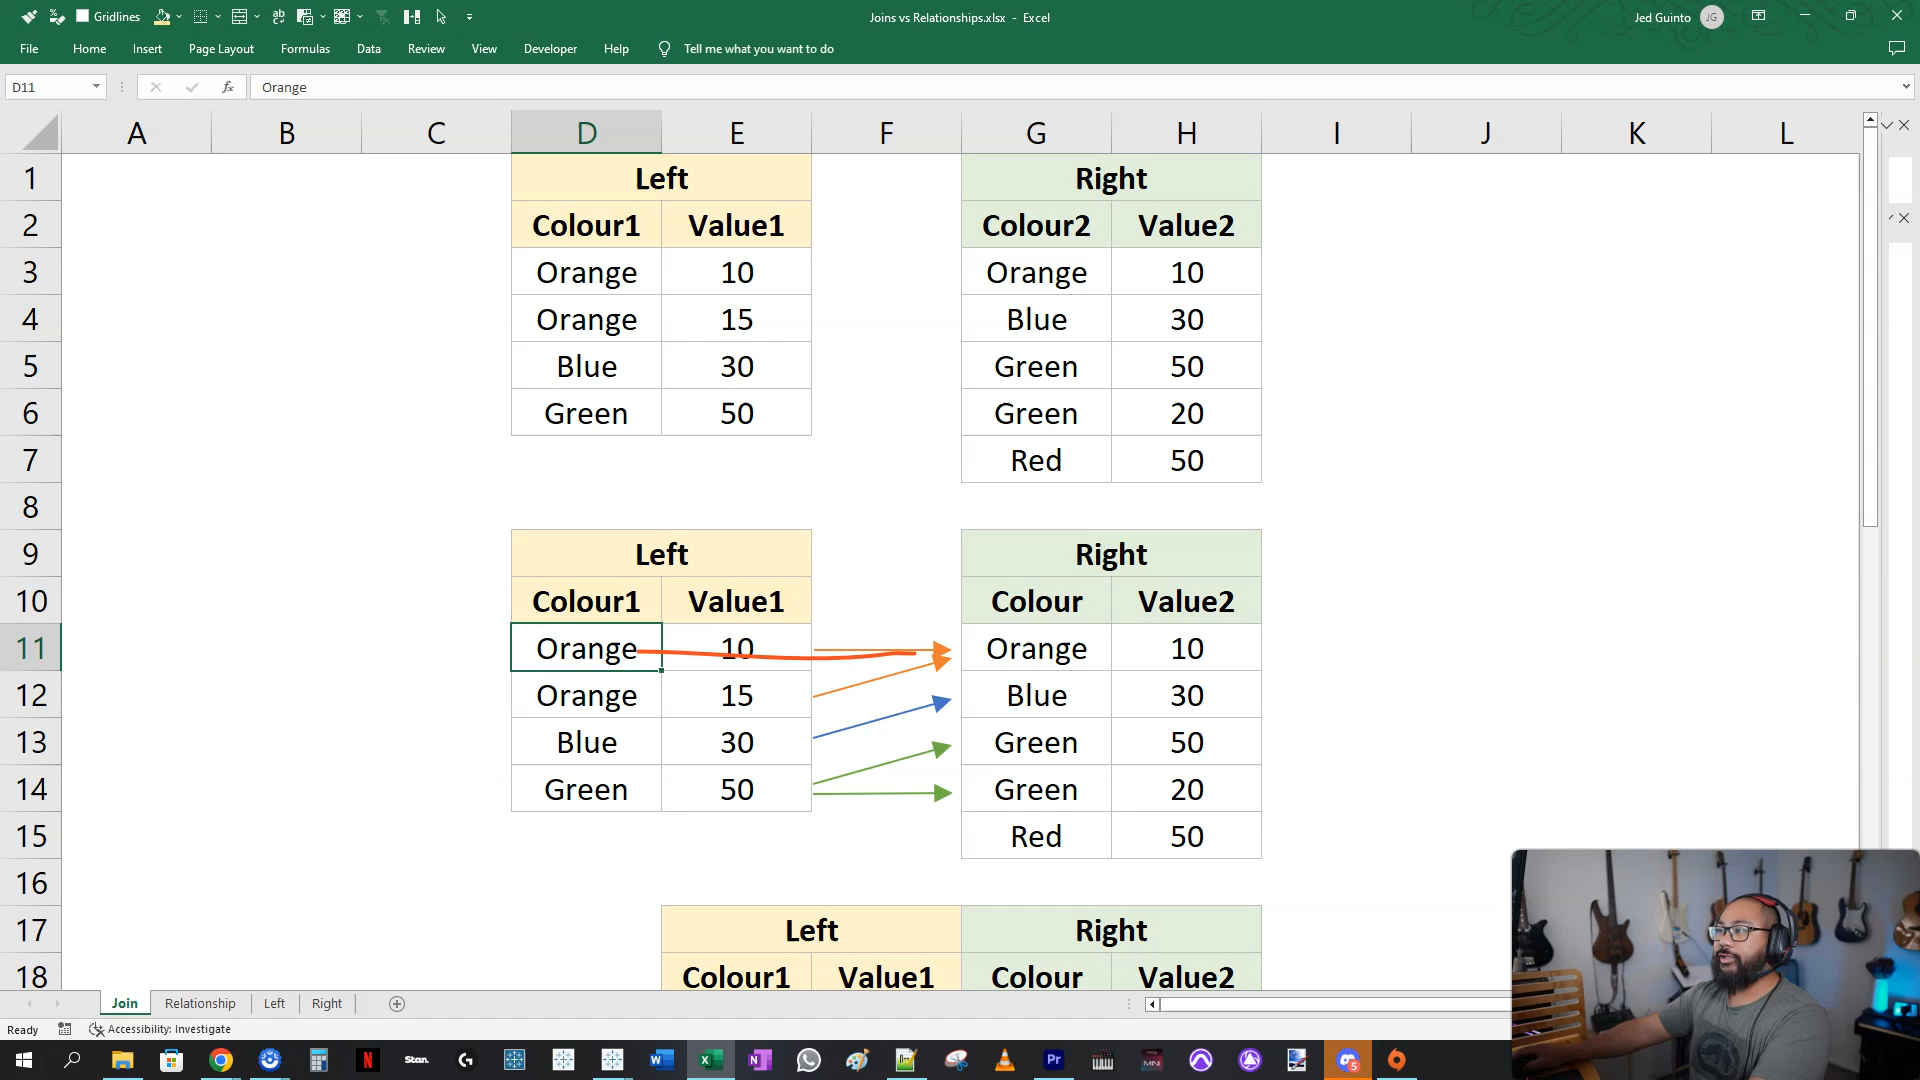 Gridlines
Joins vs Relationships.xlsx - Excel
Jed Guinto
JG
File Home Insert Page Layout Formulas Data Review View Developer Help Tell me what you want to do
D11 fx Orange
A B C D E F G H I J K L
1 Left Right
2 Colour1 Value1 Colour2 Value2
3 Orange 10 Orange 10
4 Orange 15 Blue 30
5 Blue 30 Green 50
6 Green 50 Green 20
7 Red 50
8
9 Left Right
10 Colour1 Value1 Colour Value2
11 Orange 10 Orange 10
12 Orange 15 Blue 30
13 Blue 30 Green 50
14 Green 50 Green 20
15 Red 50
16
17 Left Right
18 Colour1 Value1 Colour Value2
Join Relationship Left Right
Ready Accessibility: Investigate
Stan.